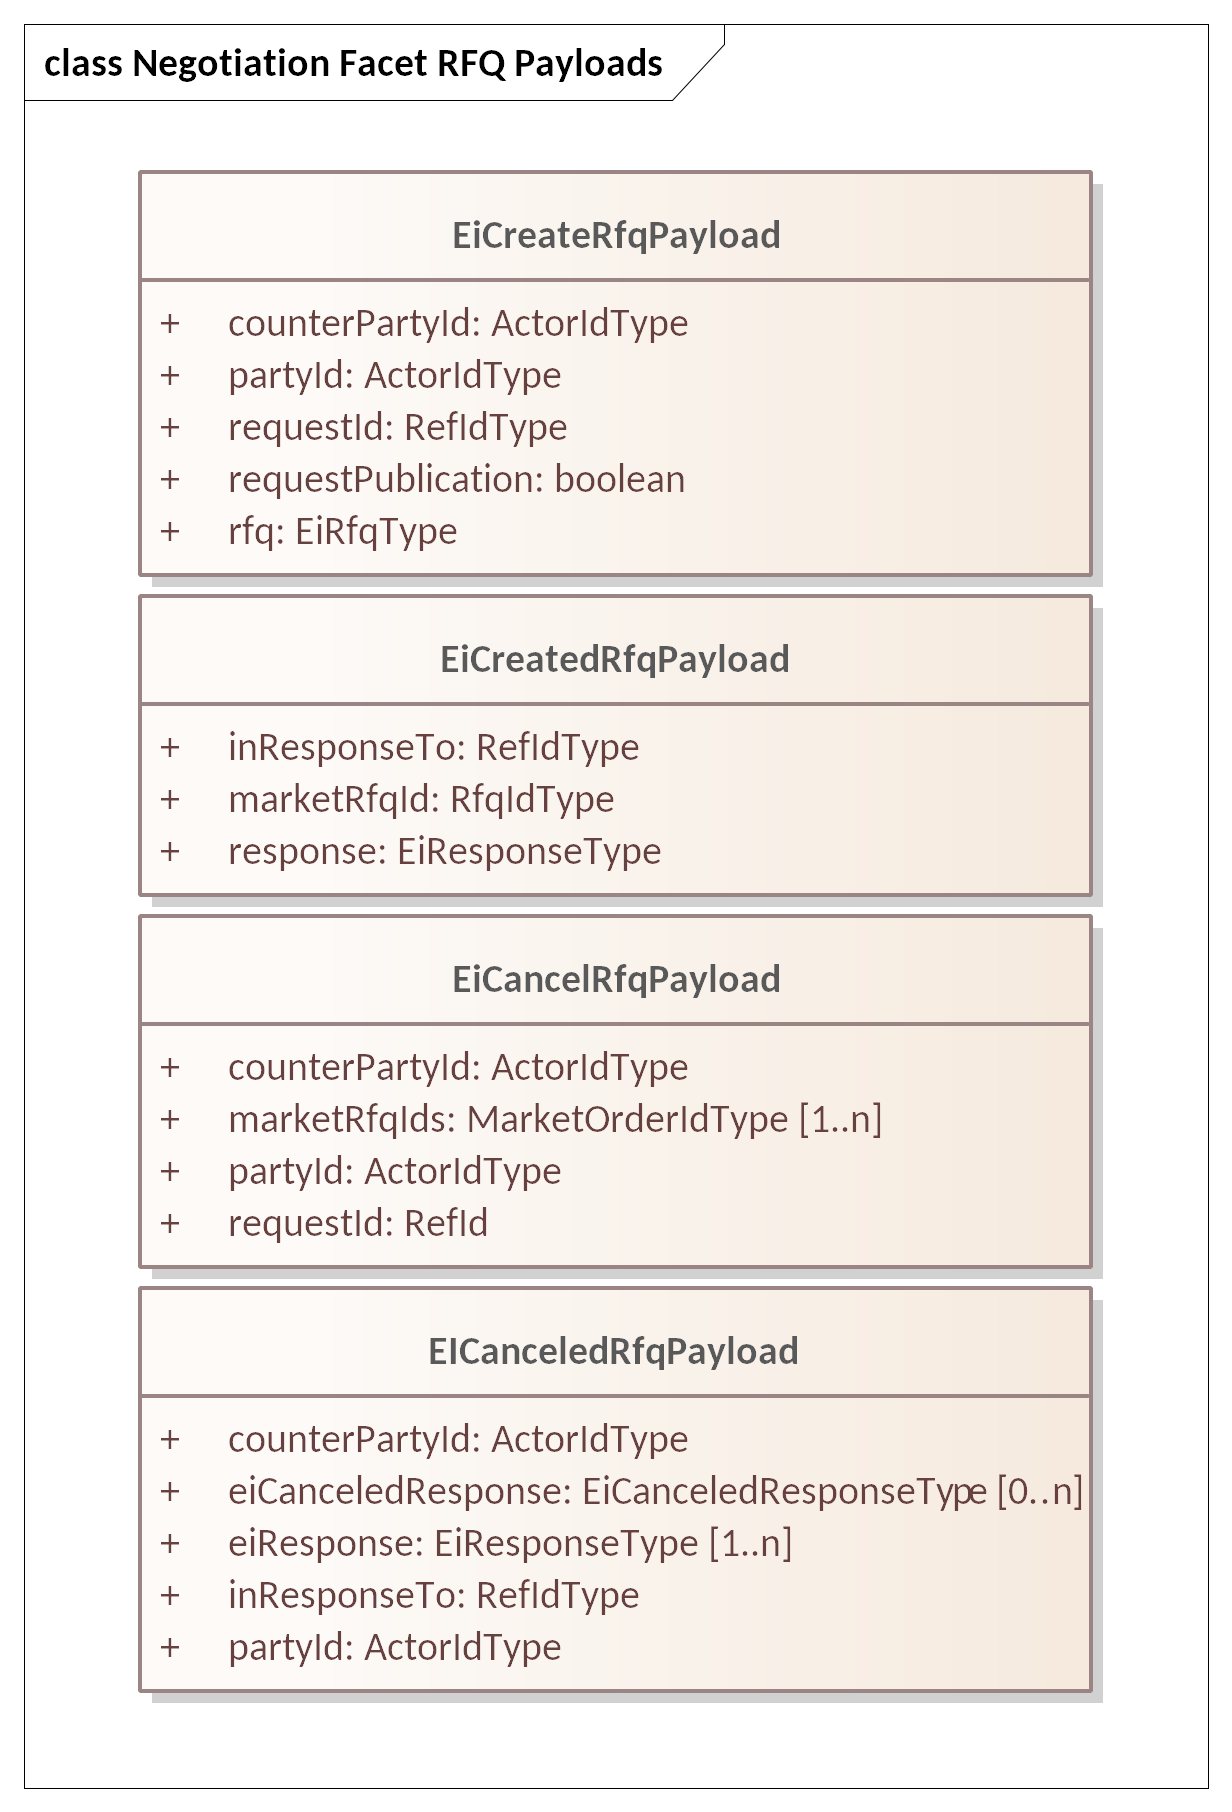 class Negotiation Facet RFQ Payloads
EiCreateRfqPayload
+ counterPartyId: ActorIdType
+ partyId: ActorIdType
+ requestId: RefIdType
+ requestPublication: boolean
+ rfq: EiRfqType
EiCreatedRfqPayload
+ inResponseTo: RefIdType
+ marketRfqId: RfqIdType
+ response: EiResponseType
EiCancelRfqPayload
+ counterPartyId: ActorIdType
+ marketRfqIds: MarketOrderIdType [1..n]
+ partyId: ActorIdType
+ requestId: RefId
EICanceledRfqPayload
+ counterPartyId: ActorIdType
+ eiCanceledResponse: EiCanceledResponseType [0..n]
+ eiResponse: EiResponseType [1..n]
+ inResponseTo: RefIdType
+ partyId: ActorIdType